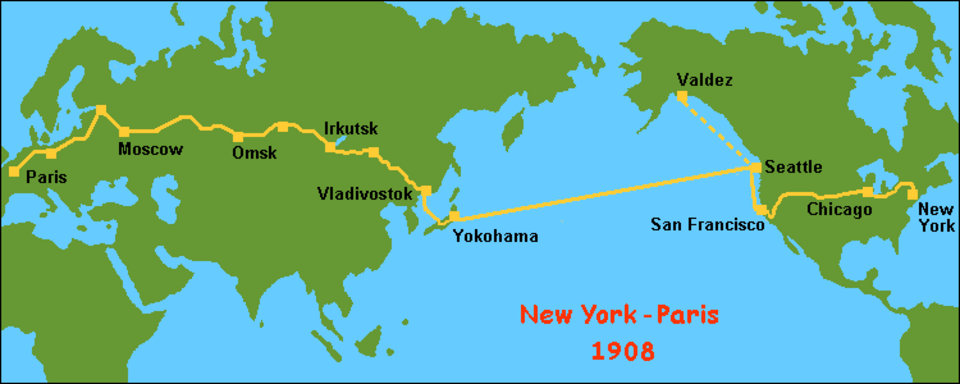 Valdez
Irkutsk
Moscow
Omsk
Paris
Seattle
Vladivostok
Chicago
New
York
San Francisco
Yokohama
New York - Paris
1908